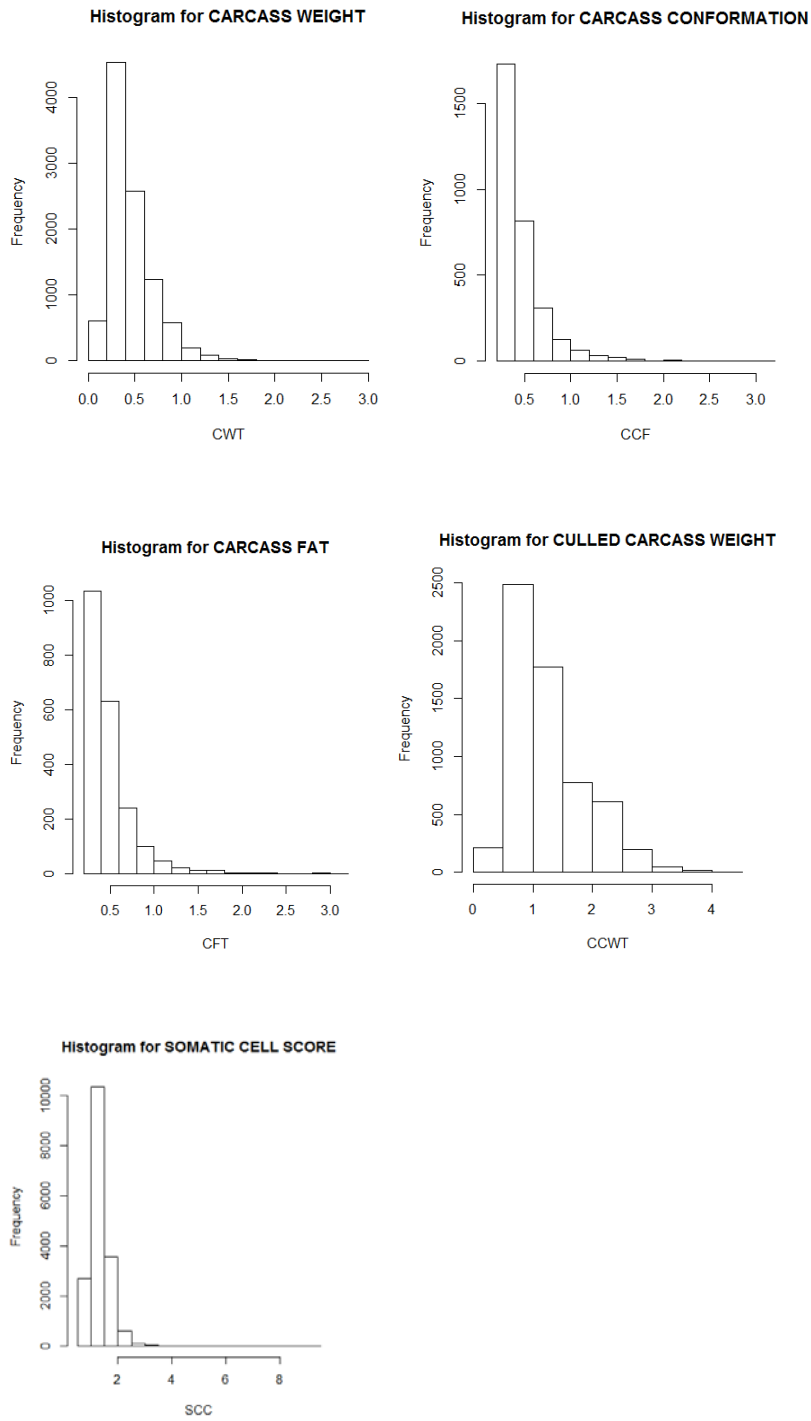 Histogram for CARCASS WEIGHT
Frequency
0 1000 2000 3000 4000
0.0 0.5 1.0 1.5 2.0 2.5 3.0
CWT
Histogram for CARCASS CONFORMATION
Frequency
0 500 1000 1500
0.5 1.0 1.5 2.0 2.5 3.0
CCF
Histogram for CARCASS FAT
Frequency
0 200 400 600 800 1000
0.5 1.0 1.5 2.0 2.5 3.0
CFT
Histogram for CULLED CARCASS WEIGHT
Frequency
0 500 1000 1500 2000 2500
0 1 2 3 4
CCWT
Histogram for SOMATIC CELL SCORE
Frequency
0 2000 4000 6000 8000 10000
2 4 6 8
SCC